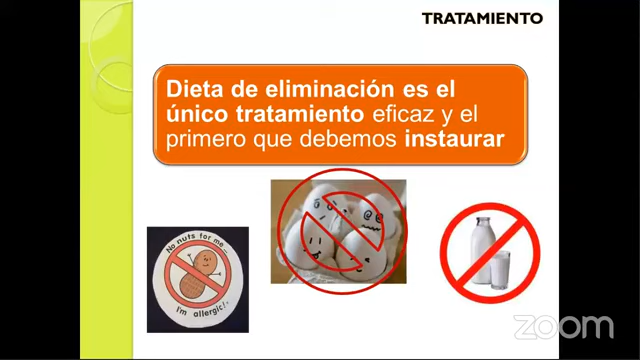 TRATAMIENTO
Dieta de eliminación es el
único tratamiento eficaz y el
primero que debemos instaurar
No nuts for me...
I'm allergic!
zoom